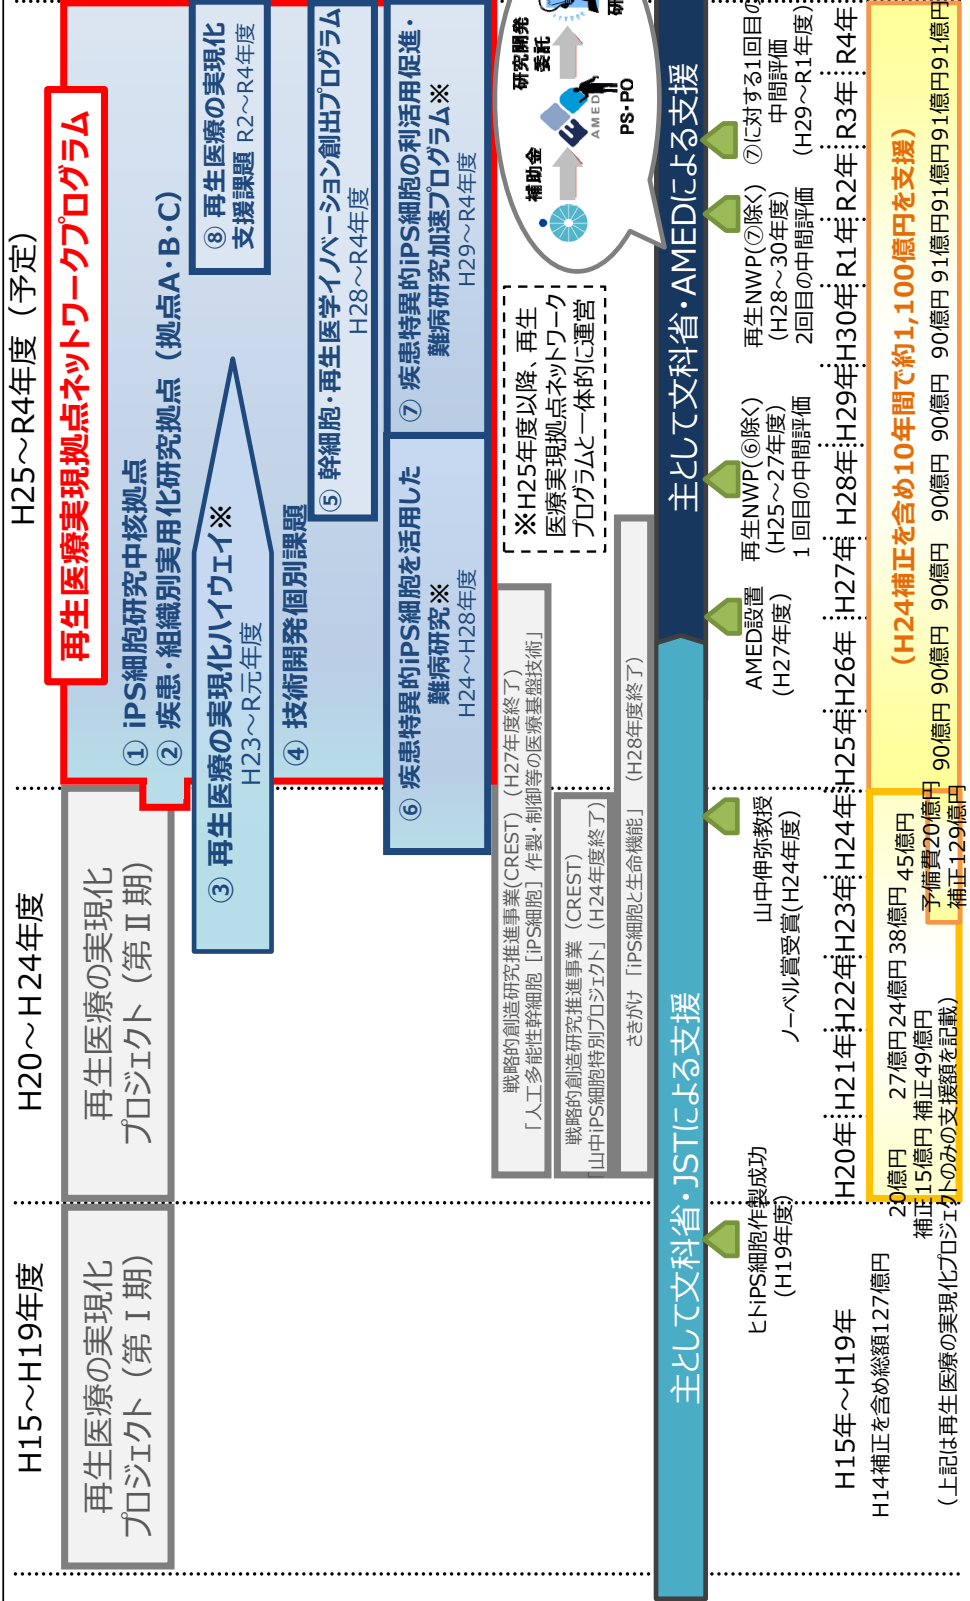 H15～H19年度
H20～H24年度
H25～R4年度（予定）
再生医療の実現化
プロジェクト（第Ⅰ期）
再生医療の実現化
プロジェクト（第Ⅱ期）
再生医療実現拠点ネットワークプログラム
① iPS細胞研究中核拠点
② 疾患・組織別実用化研究拠点（拠点A・B・C）
③ 再生医療の実現化ハイウェイ※
H23～R元年度
④ 技術開発個別課題
⑧ 再生医療の実現化
支援課題 R2～R4年度
⑤ 幹細胞・再生医学イノベーション創出プログラム
H28～R4年度
⑥ 疾患特異的iPS細胞を活用した
難病研究※
H24～H28年度
⑦ 疾患特異的iPS細胞の利活用促進・
難病研究加速プログラム※
H29～R4年度
戦略的創造研究推進事業(CREST)（H27年度終了）
「人工多能性幹細胞［iPS細胞］作製・制御等の医療基盤技術」
戦略的創造研究推進事業（CREST）
「山中iPS細胞特別プロジェクト」（H24年度終了）
さきがけ「iPS細胞と生命機能」（H28年度終了）
※H25年度以降、再生
医療実現拠点ネットワーク
プログラムと一体的に運営
補助金
AMED
PS・PO
研究開発
委託
主として文科省・JSTによる支援
主として文科省・AMEDによる支援
ヒトiPS細胞作製成功
(H19年度)
山中伸弥教授
ノーベル賞受賞(H24年度)
AMED設置
(H27年度)
再生NWP(⑥除く)
(H25～27年度)
1回目の中間評価
再生NWP(⑦除く)
(H28～30年度)
2回目の中間評価
⑦に対する1回目の
中間評価
(H29～R1年度)
H15年～H19年
H20年 H21年 H22年 H23年 H24年 H25年 H26年 H27年 H28年 H29年 H30年 R1年 R2年 R3年 R4年
H14補正を含め総額127億円
20億円 27億円 24億円 38億円 45億円
補正15億円 補正49億円
予備費20億円
補正129億円
(H24補正を含め10年間で約1,100億円を支援)
90億円 90億円 90億円 90億円 90億円 90億円 91億円 91億円 91億円 91億円
（上記は再生医療の実現化プロジェクトのみの支援額を記載）